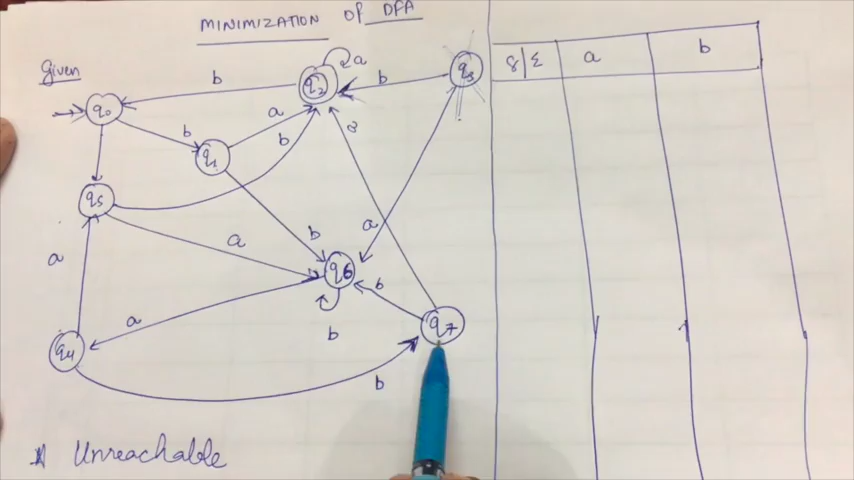 MINIMIZATION OF DFA
Given
δ/Σ a b
b
q2
a
b
q3
q0
b
a
b
q1
a
q5
b
a
a
a
q6
b
b
a
q7
q4
b
Unreachable